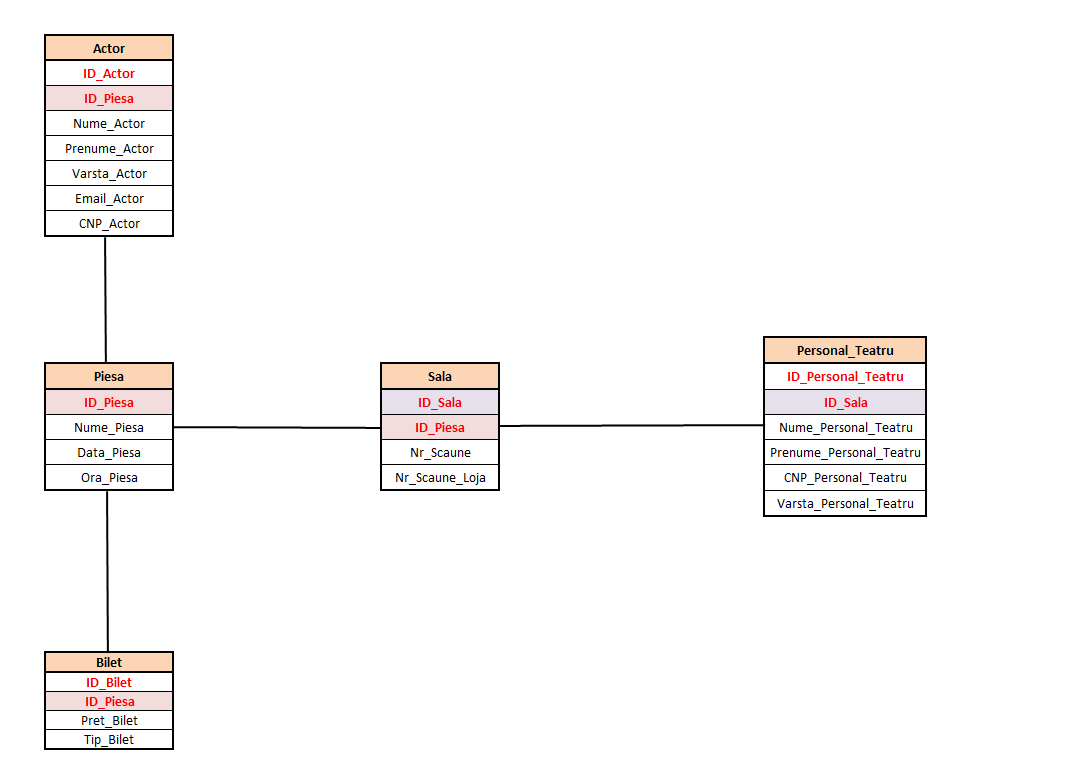 Actor
ID_Actor
ID_Piesa
Nume_Actor
Prenume_Actor
Varsta_Actor
Email_Actor
CNP_Actor
Piesa
ID_Piesa
Nume_Piesa
Data_Piesa
Ora_Piesa
Sala
ID_Sala
ID_Piesa
Nr_Scaune
Nr_Scaune_Loja
Personal_Teatru
ID_Personal_Teatru
ID_Sala
Nume_Personal_Teatru
Prenume_Personal_Teatru
CNP_Personal_Teatru
Varsta_Personal_Teatru
Bilet
ID_Bilet
ID_Piesa
Pret_Bilet
Tip_Bilet